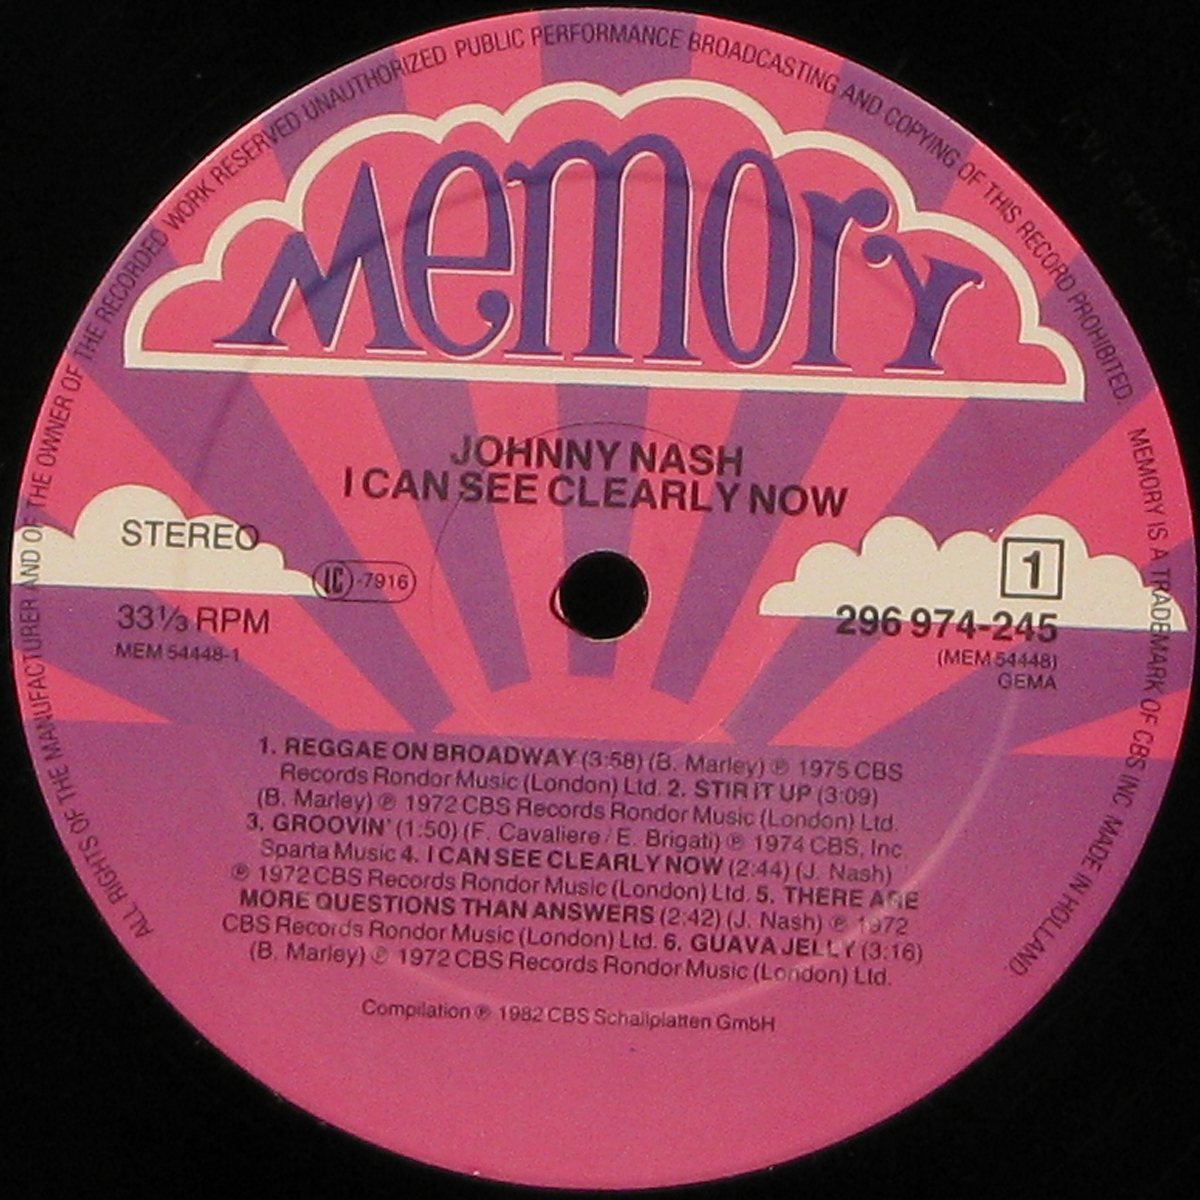 ALL RIGHTS OF THE MANUFACTURER AND OF THE OWNER OF THE RECORDED WORK RESERVED UNAUTHORIZED PUBLIC PERFORMANCE BROADCASTING AND COPYING OF THIS RECORD PROHIBITED.
MEMORY IS A TRADEMARK OF CBS INC. MADE IN HOLLAND.
Memory
JOHNNY NASH
I CAN SEE CLEARLY NOW
STEREO
LC -7916
33⅓ RPM
MEM 54448-1
1
296 974-245
(MEM 54448)
GEMA
1. REGGAE ON BROADWAY (3:58) (B. Marley) ℗ 1975 CBS
Records Rondor Music (London) Ltd. 2. STIR IT UP (3:09)
(B. Marley) ℗ 1972 CBS Records Rondor Music (London) Ltd.
3. GROOVIN' (1:50) (F. Cavaliere / E. Brigati) ℗ 1974 CBS, Inc
Sparta Music 4. I CAN SEE CLEARLY NOW (2:44) (J. Nash)
℗ 1972 CBS Records Rondor Music (London) Ltd. 5. THERE ARE
MORE QUESTIONS THAN ANSWERS (2:42) (J. Nash) ℗ 1972
CBS Records Rondor Music (London) Ltd. 6. GUAVA JELLY (3:16)
(B. Marley) ℗ 1972 CBS Records Rondor Music (London) Ltd.
Compilation ℗ 1982 CBS Schallplatten GmbH